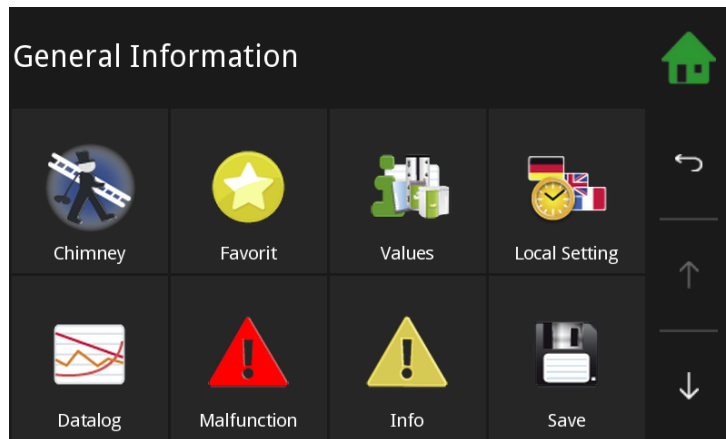 General Information
Chimney
Favorit
Values
Local Setting
Datalog
Malfunction
Info
Save